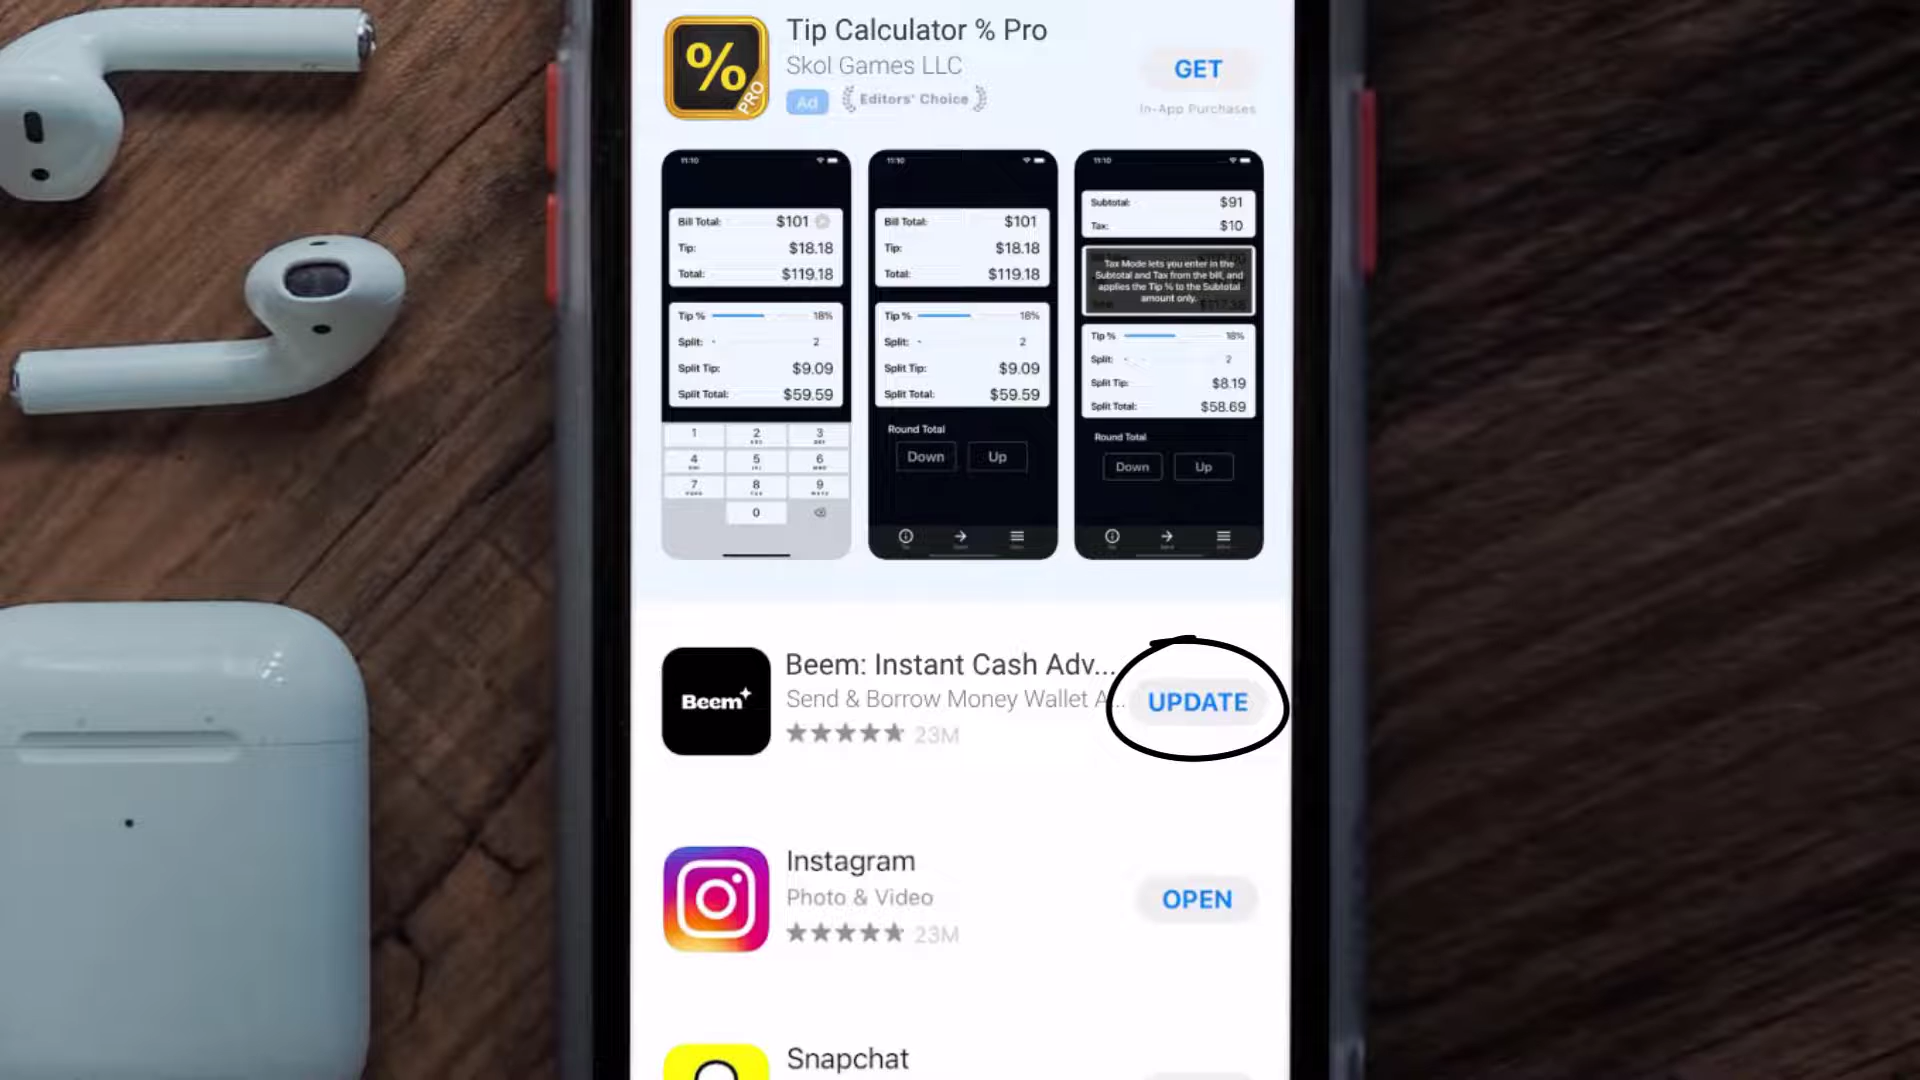 Tip Calculator % Pro
Skol Games LLC
Ad
Editors' Choice
GET
In-App Purchases
%
PRO
11:10
Bill Total:
$101
Tip:
$18.18
Total:
$119.18
Tip %
18%
Split:
2
Split Tip:
$9.09
Split Total:
$59.59
1
2
3
4
5
6
7
8
9
0
11:10
Bill Total:
$101
Tip:
$18.18
Total:
$119.18
Tip %
18%
Split:
2
Split Tip:
$9.09
Split Total:
$59.59
Round Total
Down
Up
11:10
Subtotal:
$91
Tax:
$10
Tax Mode lets you enter in the
Subtotal and Tax from the bill, and
applies the Tip % to the Subtotal
amount only.
Tip %
18%
Split:
2
Split Tip:
$8.19
Split Total:
$58.69
Round Total
Down
Up
Beem
Beem: Instant Cash Adv...
Send & Borrow Money Wallet A...
23M
UPDATE
Instagram
Photo & Video
23M
OPEN
Snapchat